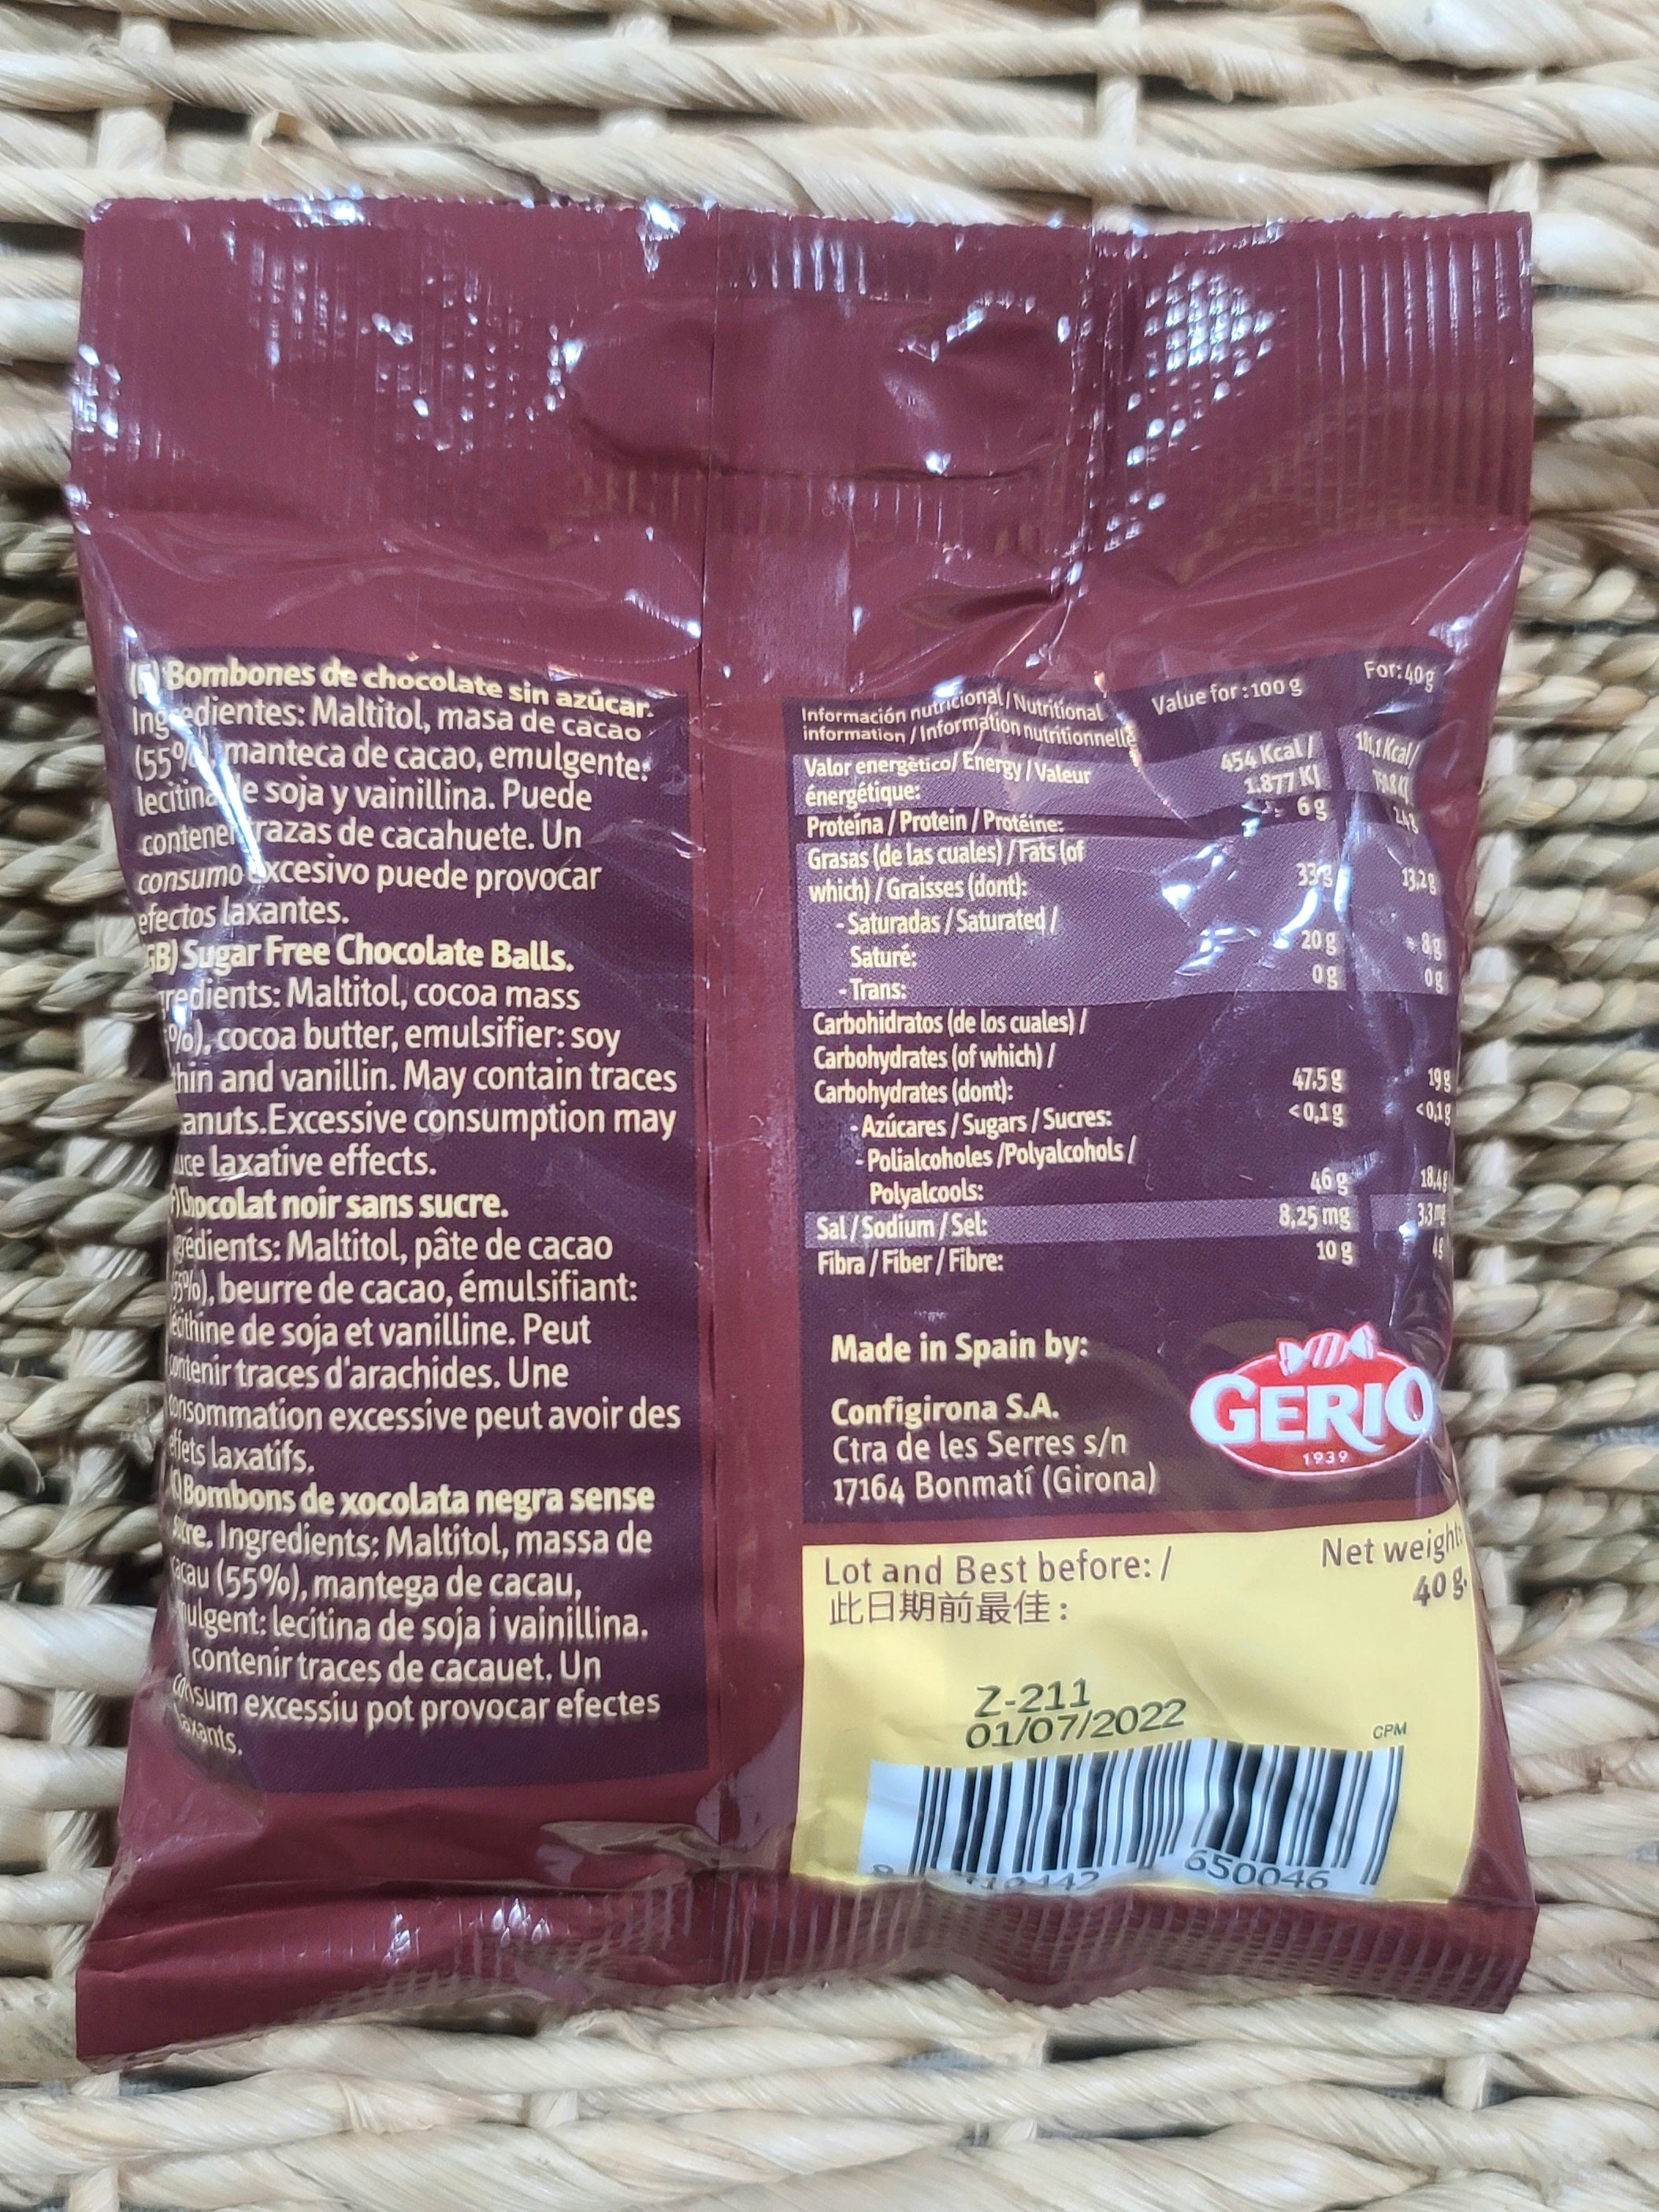 (E) Bombones de chocolate sin azúcar.
Ingredientes: Maltitol, masa de cacao
(55%), manteca de cacao, emulgente:
lecitina de soja y vainillina. Puede
contener trazas de cacahuete. Un
consumo excesivo puede provocar
efectos laxantes.
GB) Sugar Free Chocolate Balls.
Maltitol, cocoa mass
cocoa butter, emulsifier: soy
and vanillin. May contain traces
Excessive consumption may
laxative effects.
Chocolat noir sans sucre.
Maltitol, pâte de cacao
beurre de cacao, émulsifiant:
de soja et vanilline. Peut
contenir traces d'arachides. Une
consommation excessive peut avoir des
effets laxatifs.
Bombons de xocolata negra sense
Ingredients: Maltitol, massa de
cacau (55%), mantega de cacau,
lecitina de soja i vainillina.
contenir traces de cacauet. Un
consum excessiu pot provocar efectes
laxants.
Información nutricional / Nutritional
information / Information nutritionnelle
Value for : 100 g
For: 40 g
Valor energètico/ Energy / Valeur
énergétique:
454 Kcal /
1.877 KJ
Proteína / Protein / Protéine:
6 g
Grasas (de las cuales) / Fats (of
which) / Graisses (dont):
33 g
13,2 g
- Saturadas / Saturated /
Saturé:
20 g
8 g
- Trans:
0 g
0 g
Carbohidratos (de los cuales) /
Carbohydrates (of which) /
Carbohydrates (dont):
47,5 g
19 g
- Azúcares / Sugars / Sucres:
<0,1 g
<0,1 g
- Polialcoholes /Polyalcohols /
Polyalcools:
46 g
18,4 g
Sal / Sodium / Sel:
8,25 mg
3,3 mg
Fibra / Fiber / Fibre:
10 g
Made in Spain by:
Configirona S.A.
Ctra de les Serres s/n
17164 Bonmatí (Girona)
GERIO
1939
Lot and Best before: /
此日期前最佳：
Net weight:
40 g.
Z-211
01/07/2022
CPM
650046